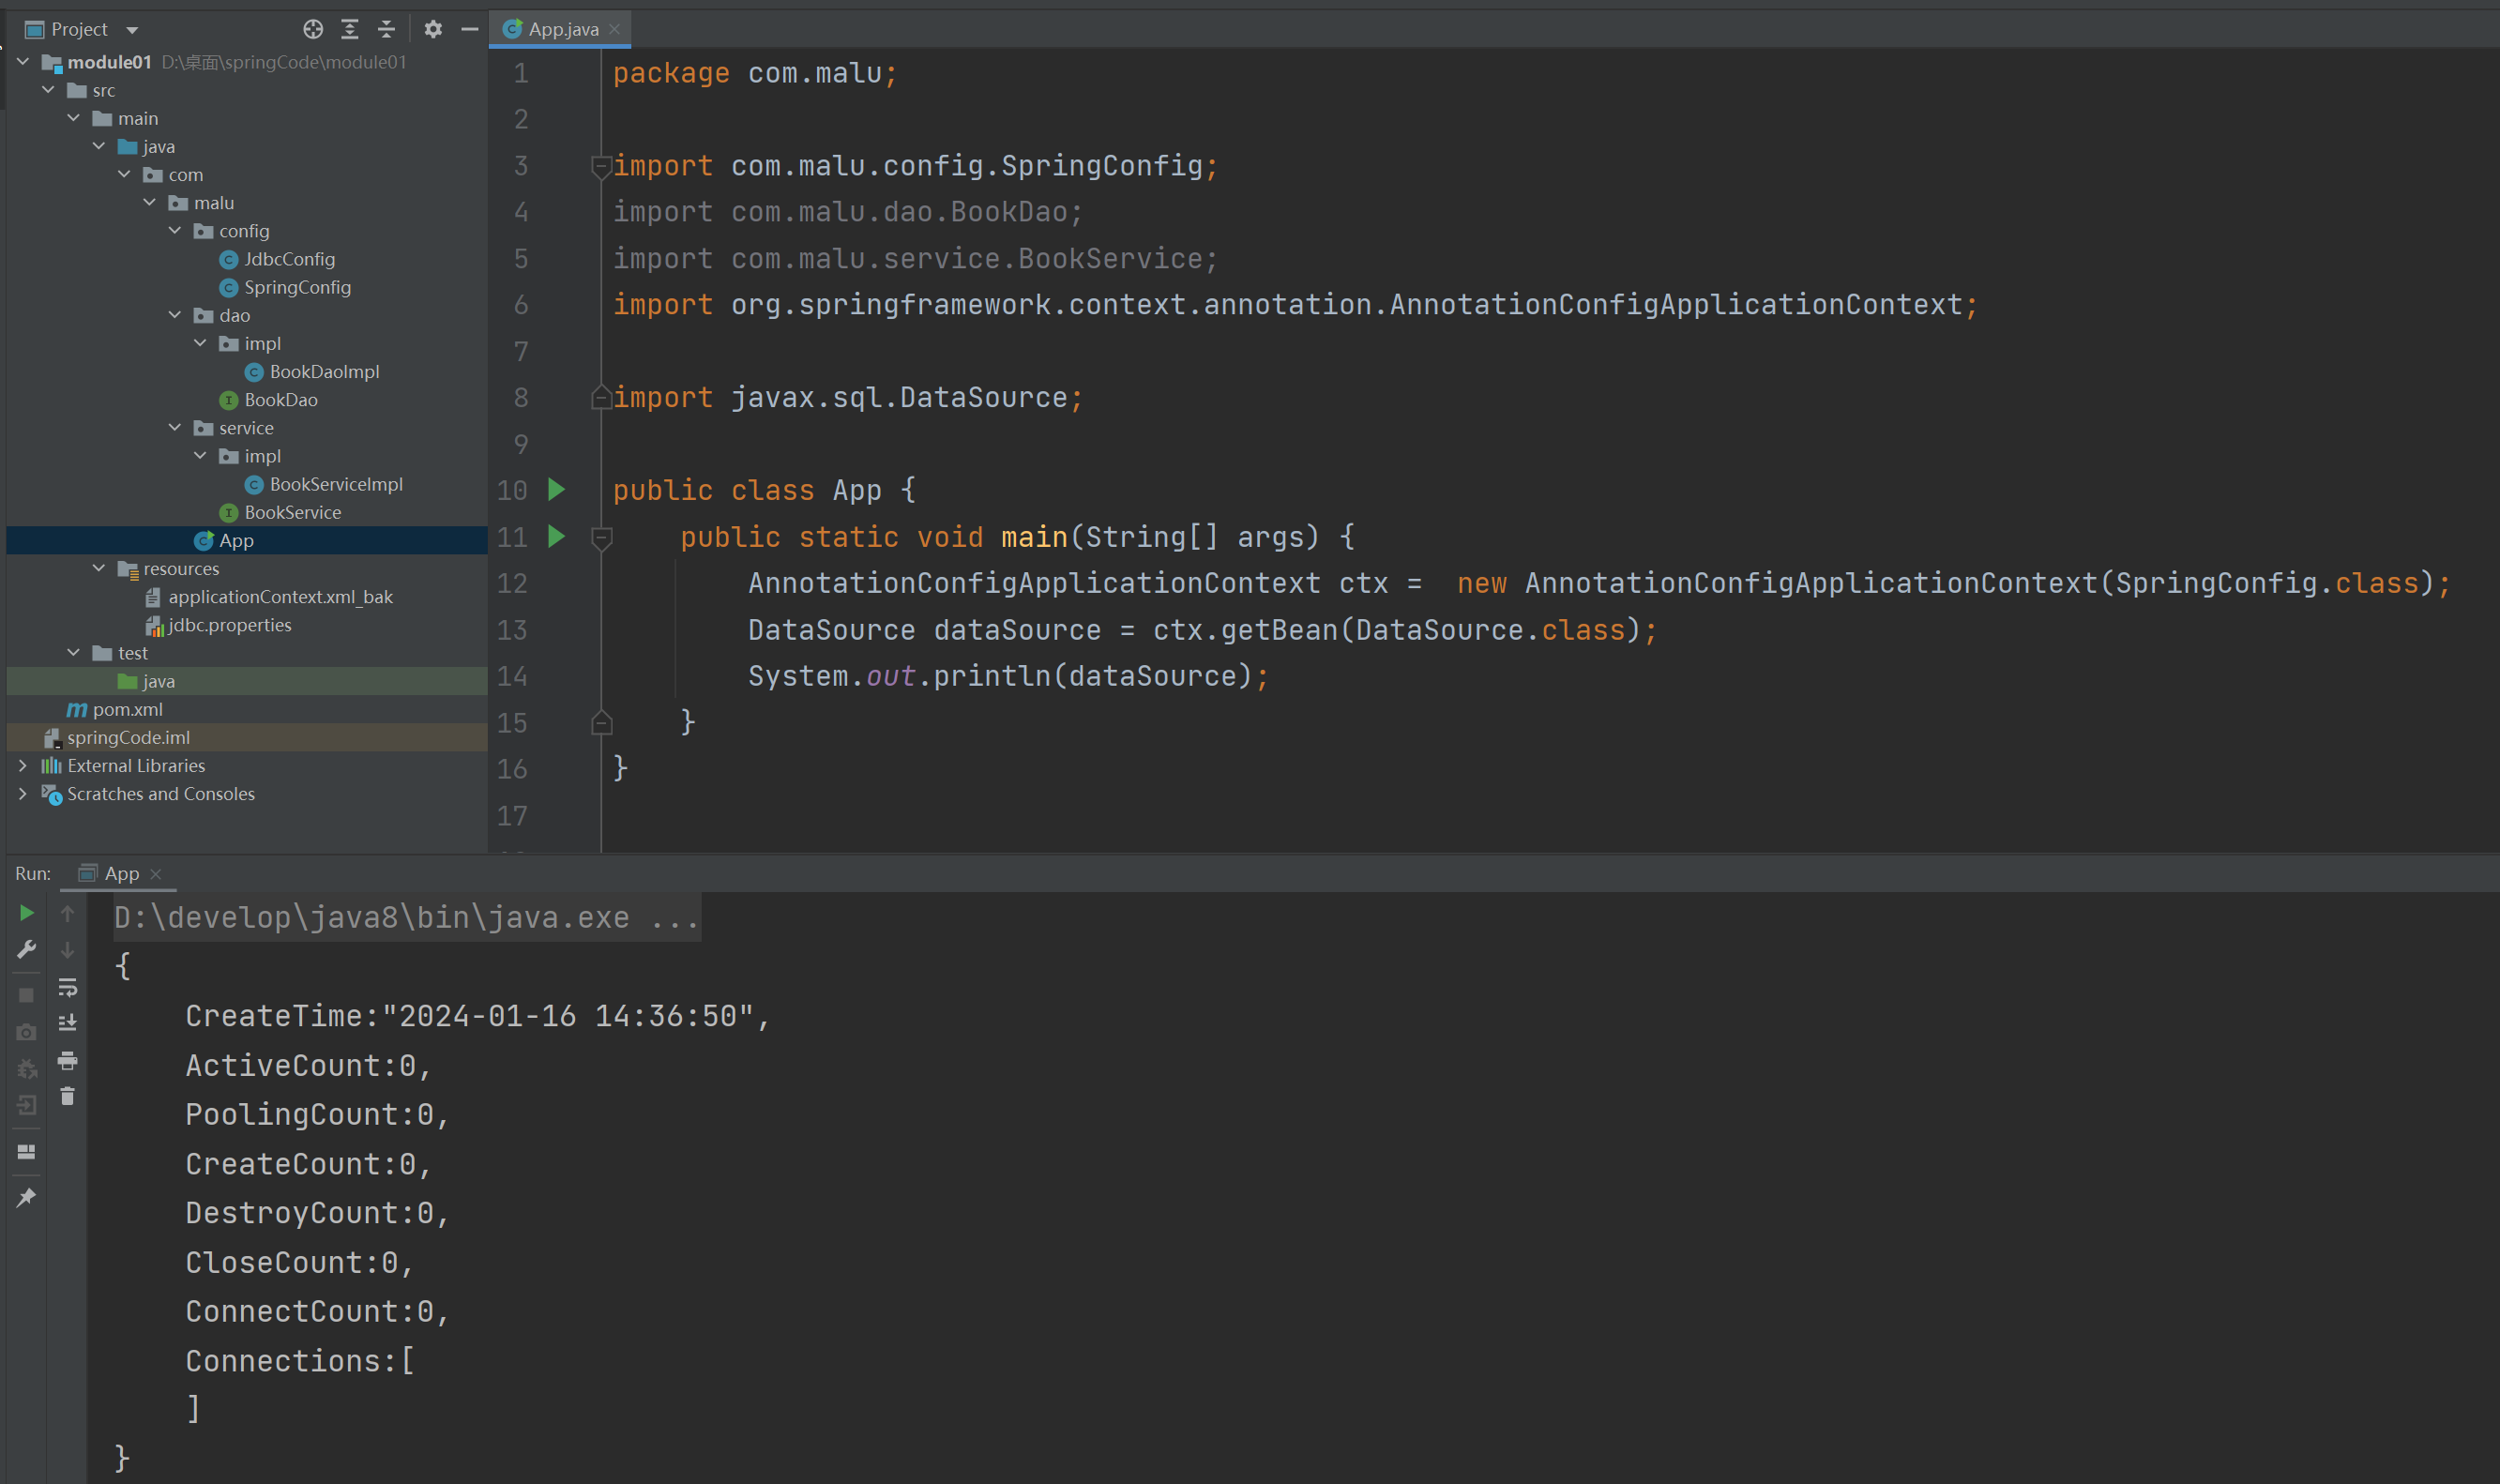 Project
module01 D:\桌面\springCode\module01
src
main
java
com
malu
config
JdbcConfig
SpringConfig
dao
impl
BookDaoImpl
BookDao
service
impl
BookServiceImpl
BookService
App
resources
applicationContext.xml_bak
jdbc.properties
test
java
pom.xml
springCode.iml
External Libraries
Scratches and Consoles
App.java
1 package com.malu;
2
3 import com.malu.config.SpringConfig;
4 import com.malu.dao.BookDao;
5 import com.malu.service.BookService;
6 import org.springframework.context.annotation.AnnotationConfigApplicationContext;
7
8 import javax.sql.DataSource;
9
10 public class App {
11 public static void main(String[] args) {
12 AnnotationConfigApplicationContext ctx =  new AnnotationConfigApplicationContext(SpringConfig.class);
13 DataSource dataSource = ctx.getBean(DataSource.class);
14 System.out.println(dataSource);
15 }
16 }
17
Run: App
D:\develop\java8\bin\java.exe ...
{
CreateTime:"2024-01-16 14:36:50",
ActiveCount:0,
PoolingCount:0,
CreateCount:0,
DestroyCount:0,
CloseCount:0,
ConnectCount:0,
Connections:[
]
}